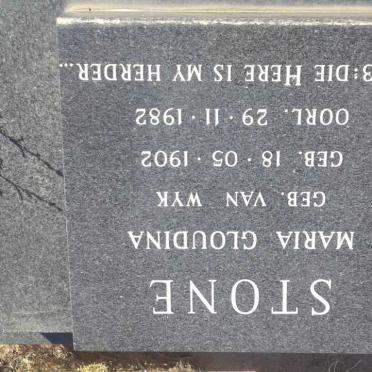 STONE
MARIA GLOUDINA
GEB. VAN WYK
GEB. 18·05·1902
OORL. 29·11·1982
3:DIE HERE IS MY HERDER...